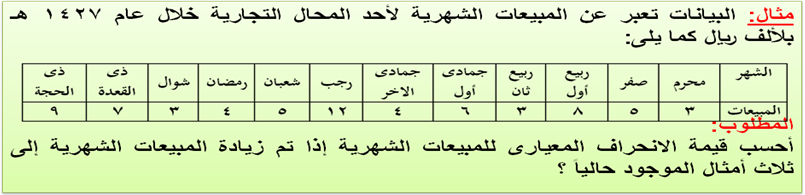 مثال: البيانات تعبر عن المبيعات الشهرية لأحد المحال التجارية خلال عام ١٤٢٧ هـ
بلألف ريال كما يلى:
الشهر محرم صفر ربيع أول ربيع ثان جمادى أول جمادى الاخر رجب شعبان رمضان شوال ذى القعدة ذى الحجة
المبيعات ٣ ٥ ٨ ٣ ٦ ٤ ١٢ ٥ ٤ ٣ ٧ ٩
المطلوب:
أحسب قيمة الانحراف المعيارى للمبيعات الشهرية إذا تم زيادة المبيعات الشهرية إلى
ثلاث أمثال الموجود حالياً ؟